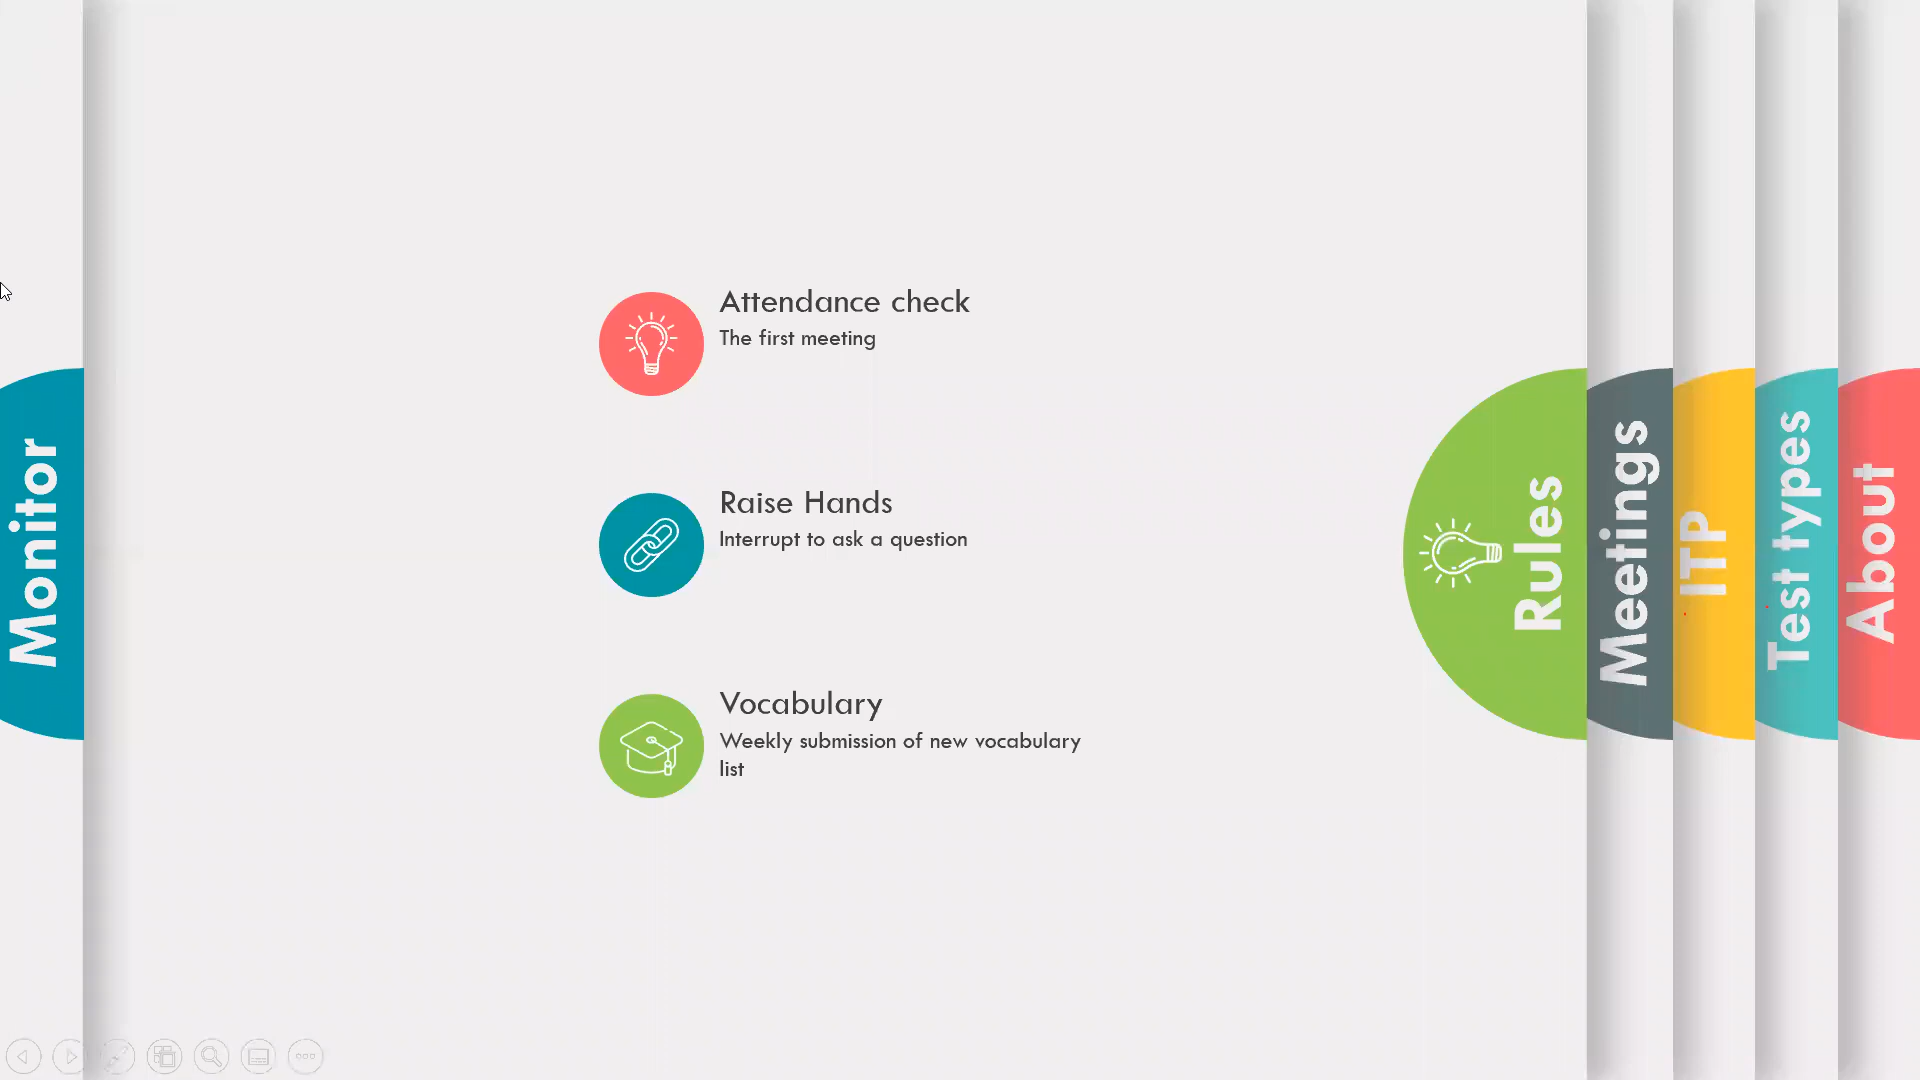 Monitor
Attendance check
The first meeting
Raise Hands
Interrupt to ask a question
Vocabulary
Weekly submission of new vocabulary
list
Rules
Meetings
ITP
Test types
About